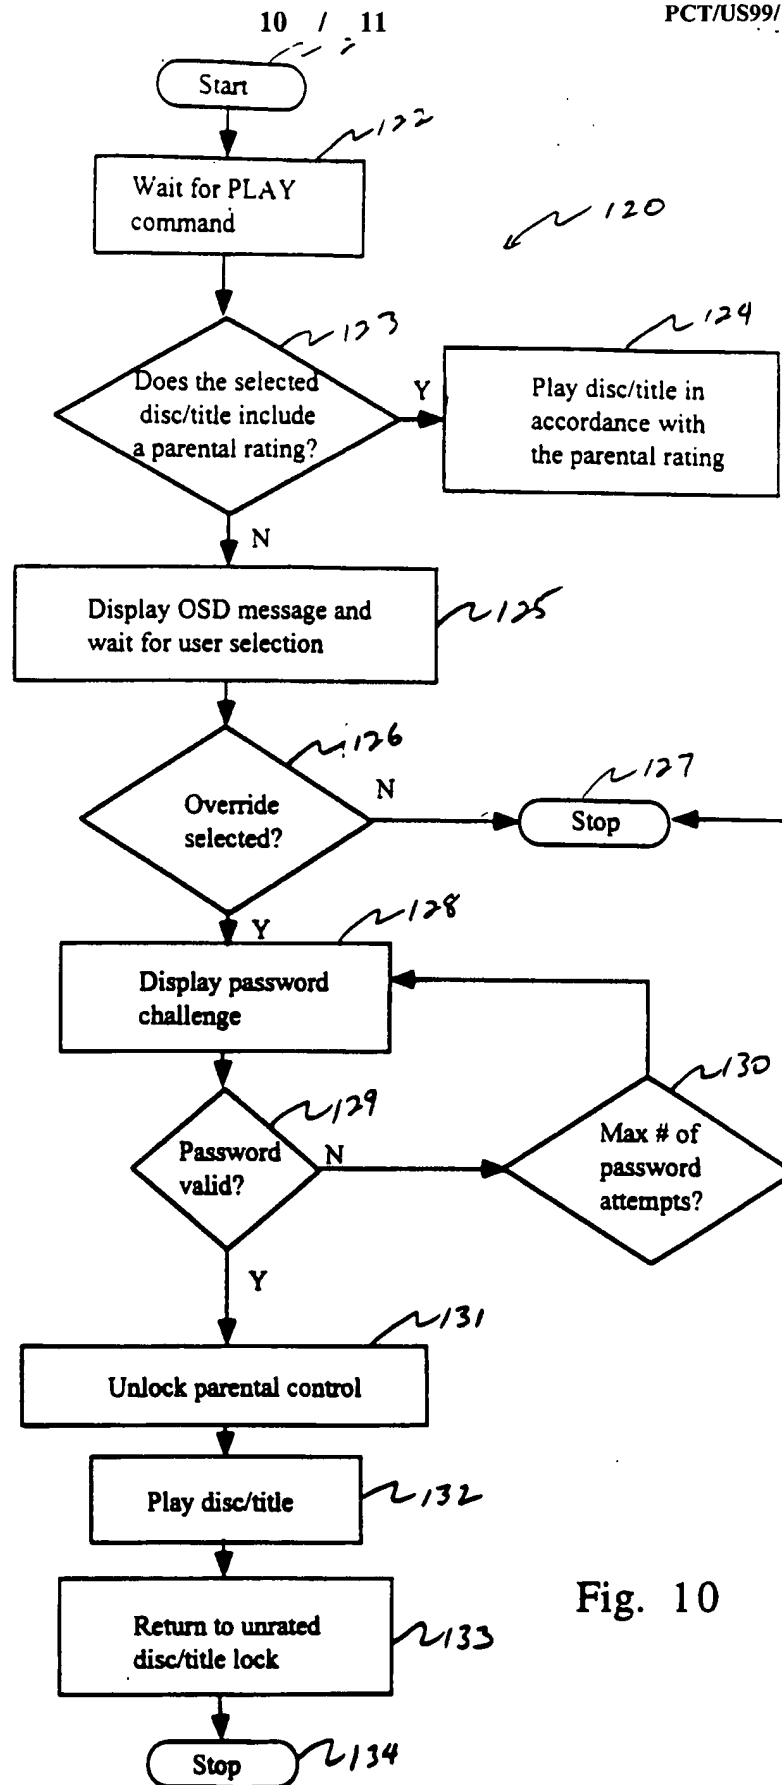 10 / 11
PCT/US99/
Start
122
Wait for PLAY
command
120
123
124
Does the selected
disc/title include
a parental rating?
Y
Play disc/title in
accordance with
the parental rating
N
Display OSD message and
wait for user selection
125
126
127
Override
selected?
N
Stop
128
Y
Display password
challenge
129
130
Password
valid?
N
Max # of
password
attempts?
Y
131
Unlock parental control
Play disc/title
132
Return to unrated
disc/title lock
133
Fig. 10
Stop
134